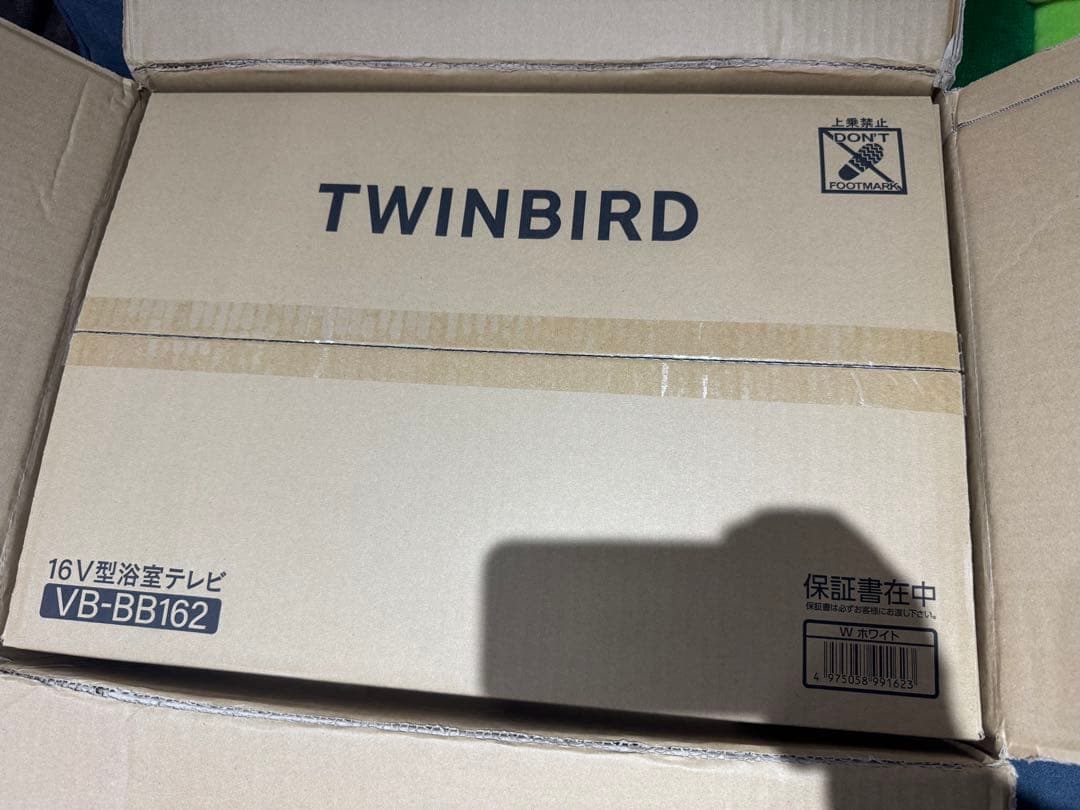 上乗禁止
DON'T
FOOTMARK
TWINBIRD
16V型浴室テレビ
VB-BB162
保証書在中
保証書は必ずお客様にお渡し下さい。
W ホワイト
4 975058 991623